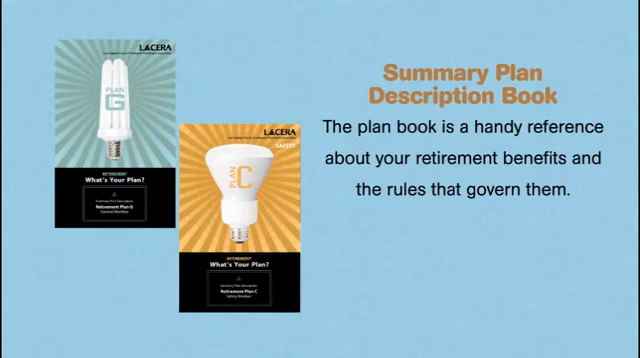 LACERA
PLAN
G
RETIREMENT
What's Your Plan?
Summary Plan Description
Retirement Plan G
General Members
LACERA
SAFETY
PLAN
C
RETIREMENT
What's Your Plan?
Summary Plan Description
Retirement Plan C
Safety Members
Summary Plan
Description Book
The plan book is a handy reference
about your retirement benefits and
the rules that govern them.